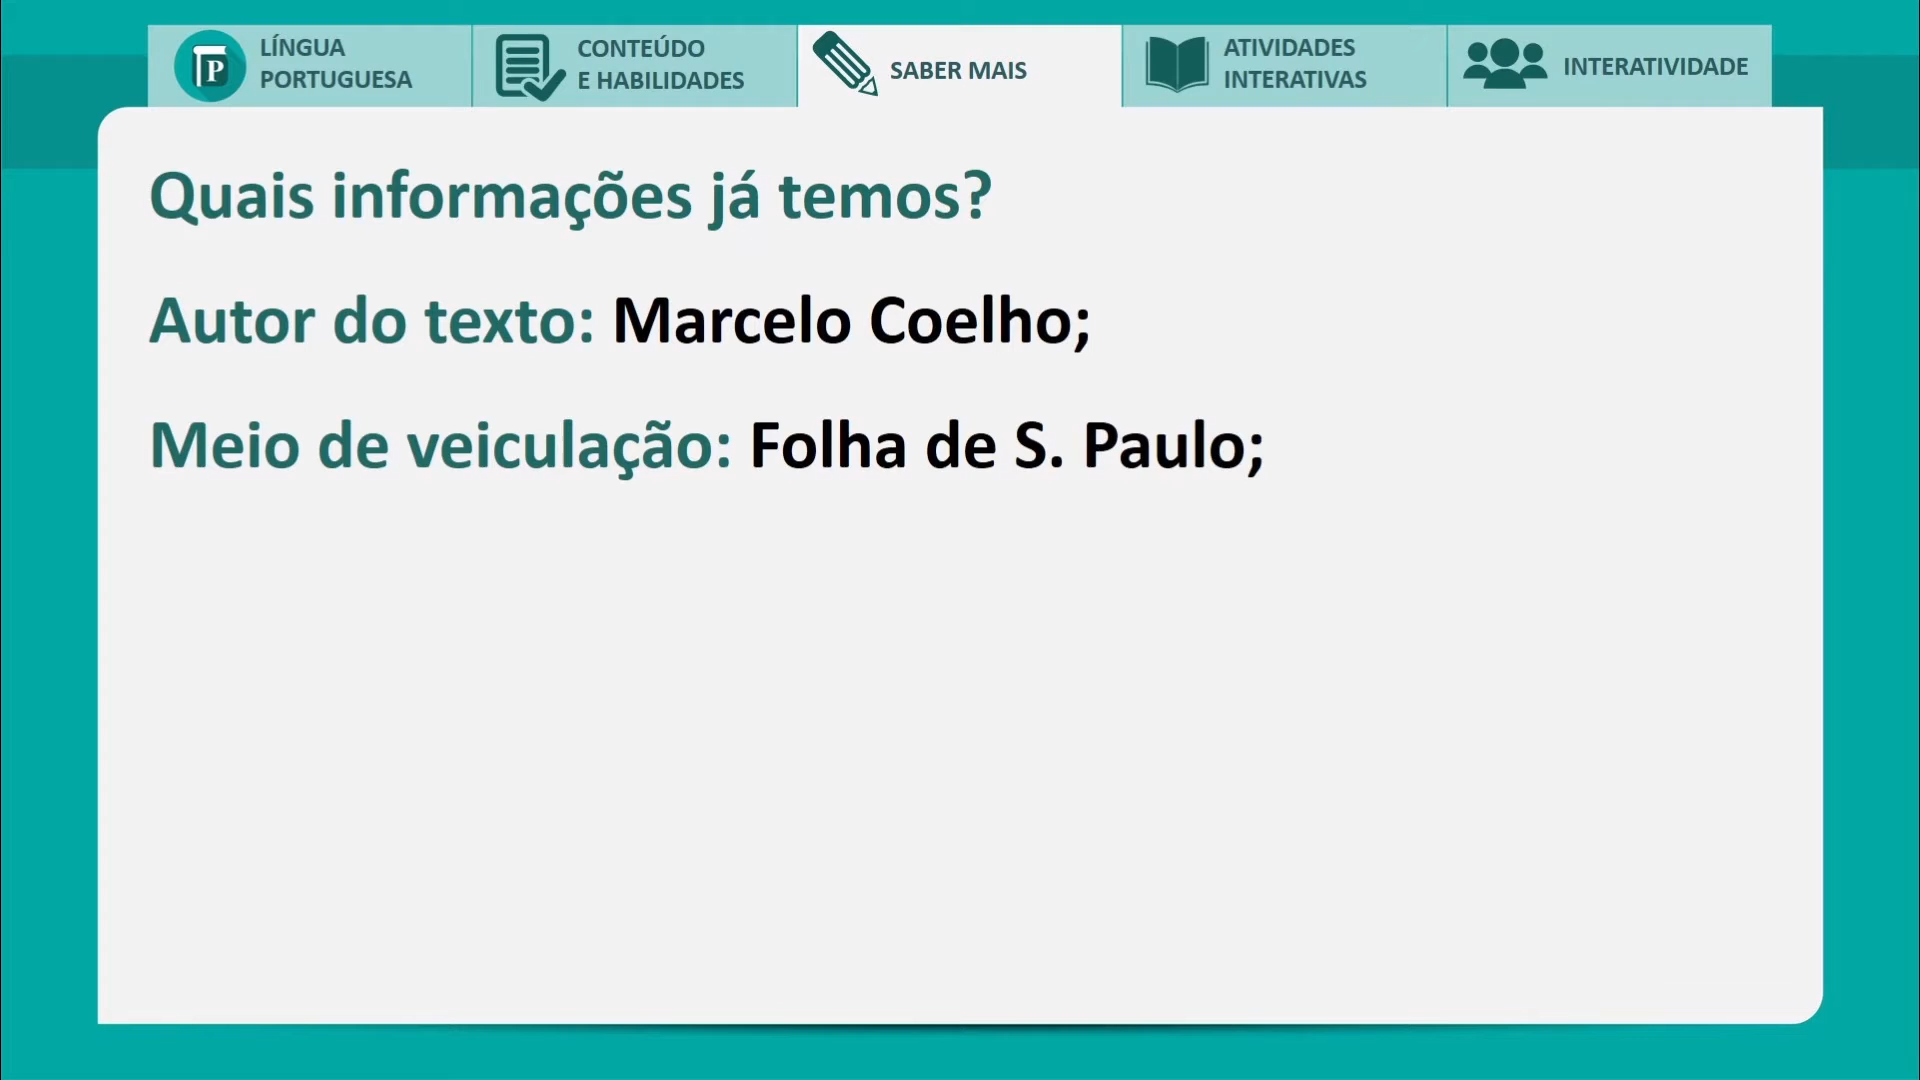 LÍNGUA
PORTUGUESA
CONTEÚDO
E HABILIDADES
SABER MAIS
ATIVIDADES
INTERATIVAS
INTERATIVIDADE
P
Quais informações já temos?
Autor do texto: Marcelo Coelho;
Meio de veiculação: Folha de S. Paulo;